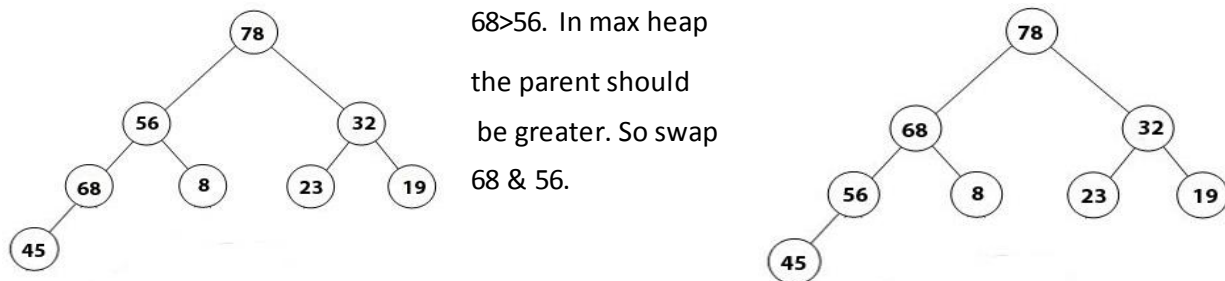 78
56 32
68 8 23 19
45
68>56. In max heap
the parent should
be greater. So swap
68 & 56.
78
68 32
56 8 23 19
45